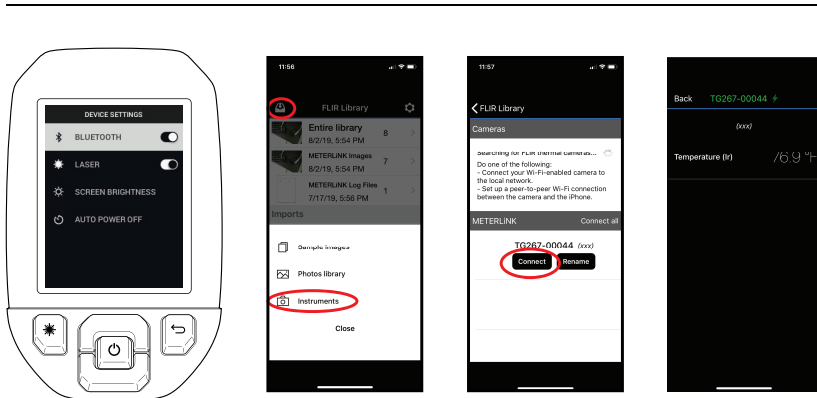 DEVICE SETTINGS
BLUETOOTH
LASER
SCREEN BRIGHTNESS
AUTO POWER OFF
11:56
FLIR Library
Entire library
8/2/19, 5:54 PM
8
METERLiNK Images
8/2/19, 5:54 PM
7
METERLiNK Log Files
7/17/19, 5:56 PM
1
Imports
Sample images
Photos library
Instruments
Close
11:57
FLIR Library
Cameras
Searching for FLIR thermal cameras...
Do one of the following:
- Connect your Wi-Fi-enabled camera to
the local network.
- Set up a peer-to-peer Wi-Fi connection
between the camera and the iPhone.
METERLiNK Connect all
TG267-00044 (xxx)
Connect Rename
Back TG267-00044
(xxx)
Temperature (Ir)